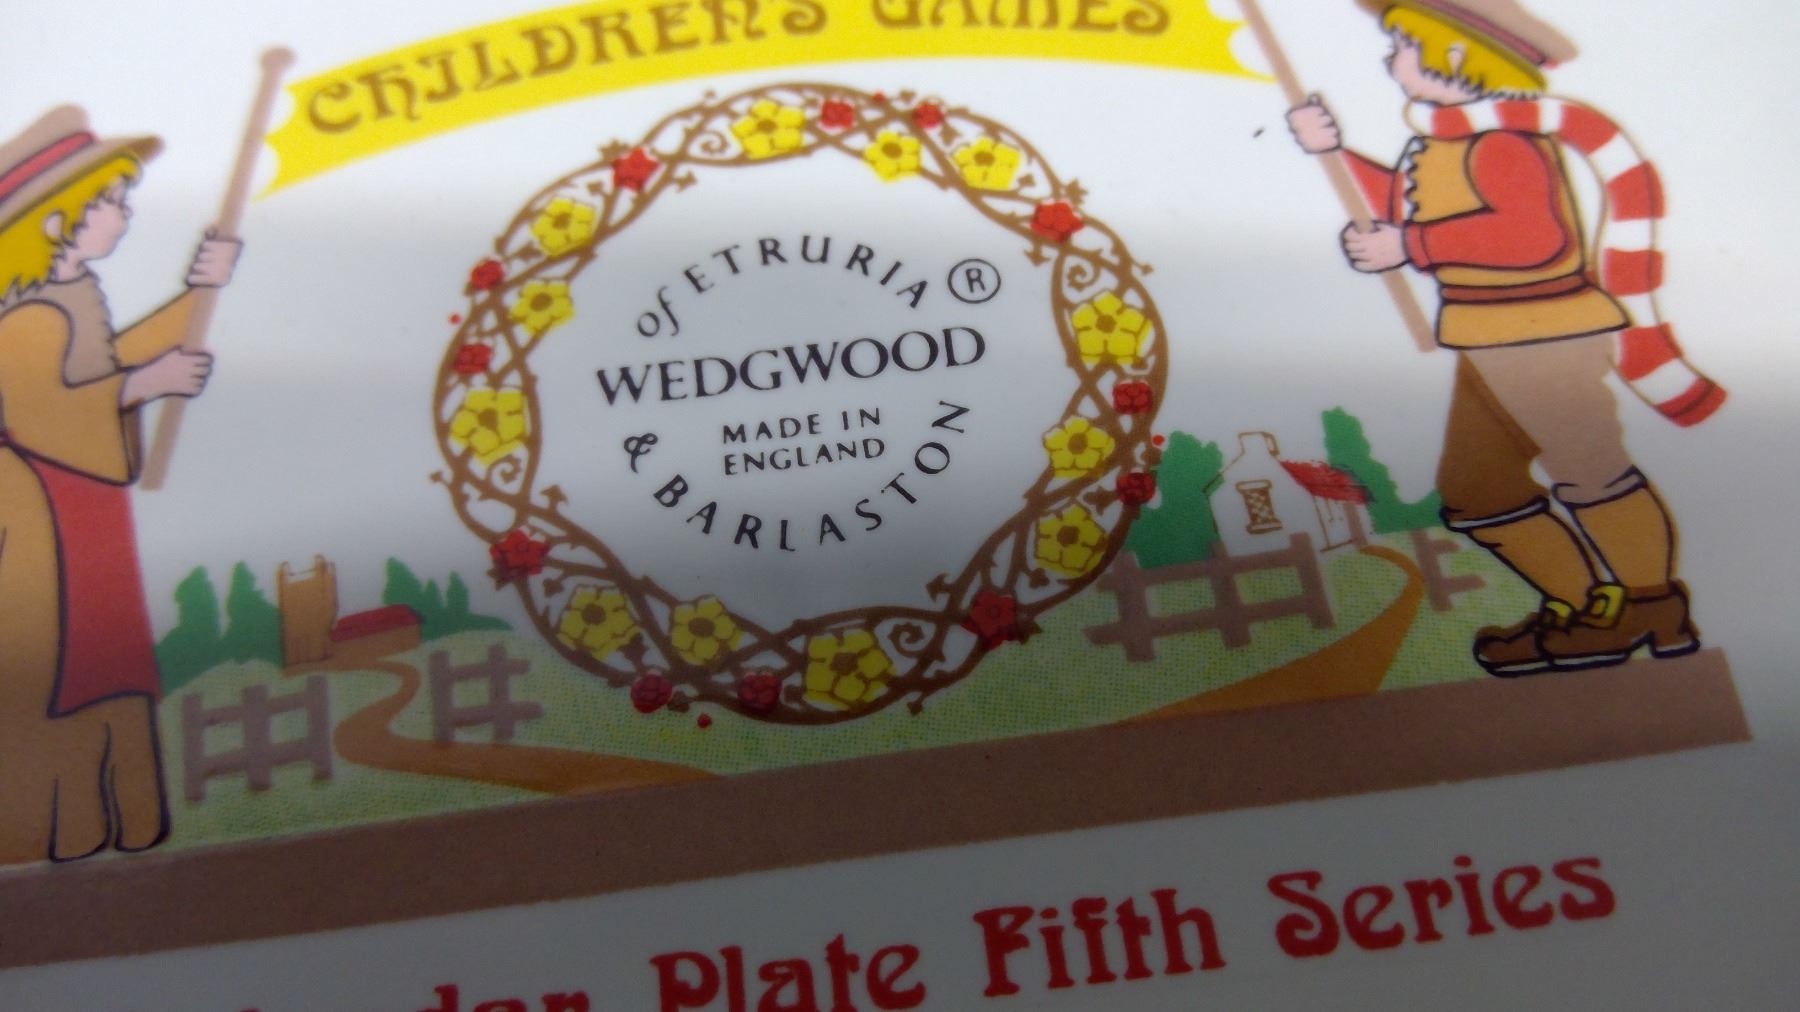 CHILDREN'S GAMES
of ETRURIA ®
WEDGWOOD
MADE IN
ENGLAND
& BARLASTON
Plate Fifth Series